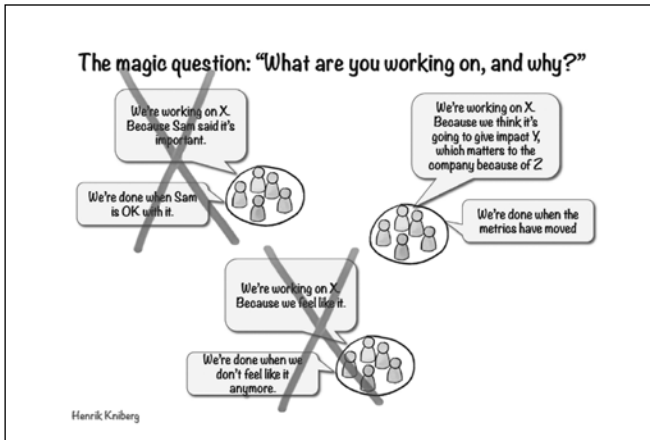 The magic question: “What are you working on, and why?”
We're working on X.
Because Sam said it's
important.
We're done when Sam
is OK with it.
We're working on X.
Because we think it's
going to give impact Y,
which matters to the
company because of Z
We're done when the
metrics have moved
We're working on X.
Because we feel like it.
We're done when we
don't feel like it
anymore.
Henrik Kniberg